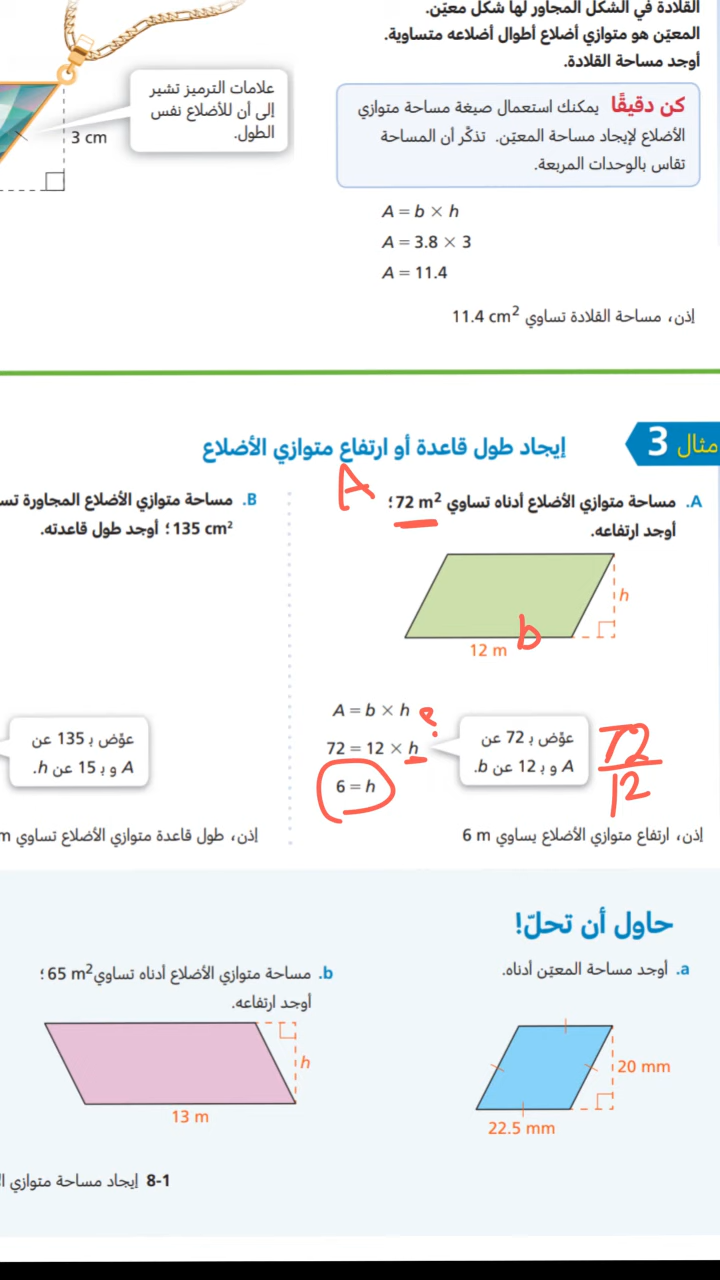 القلادة في الشكل المجاور لها شكل معيّن.
المعيّن هو متوازي أضلاع أطوال أضلاعه متساوية.
أوجد مساحة القلادة.
علامات الترميز تشير
إلى أن للأضلاع نفس
الطول.
3 cm
كن دقيقًا يمكنك استعمال صيغة مساحة متوازي
الأضلاع لإيجاد مساحة المعيّن. تذكّر أن المساحة
تقاس بالوحدات المربعة.
A = b × h
A = 3.8 × 3
A = 11.4
إذن، مساحة القلادة تساوي 11.4 cm²
مثال 3 إيجاد طول قاعدة أو ارتفاع متوازي الأضلاع
A
A. مساحة متوازي الأضلاع أدناه تساوي 72 m²؛
أوجد ارتفاعه.
h
b
12 m
A = b × h
؟
72 = 12 × h
6 = h
عوّض بـ 72 عن
A و بـ 12 عن b.
72
12
إذن، ارتفاع متوازي الأضلاع يساوي 6 m
B. مساحة متوازي الأضلاع المجاورة
135 cm²؛ أوجد طول قاعدته.
عوّض بـ 135 عن
A و بـ 15 عن h.
إذن، طول قاعدة متوازي الأضلاع تساوي
حاول أن تحلّ!
a. أوجد مساحة المعيّن أدناه.
20 mm
22.5 mm
b. مساحة متوازي الأضلاع أدناه تساوي 65 m²؛
أوجد ارتفاعه.
h
13 m
8-1 إيجاد مساحة متوازي